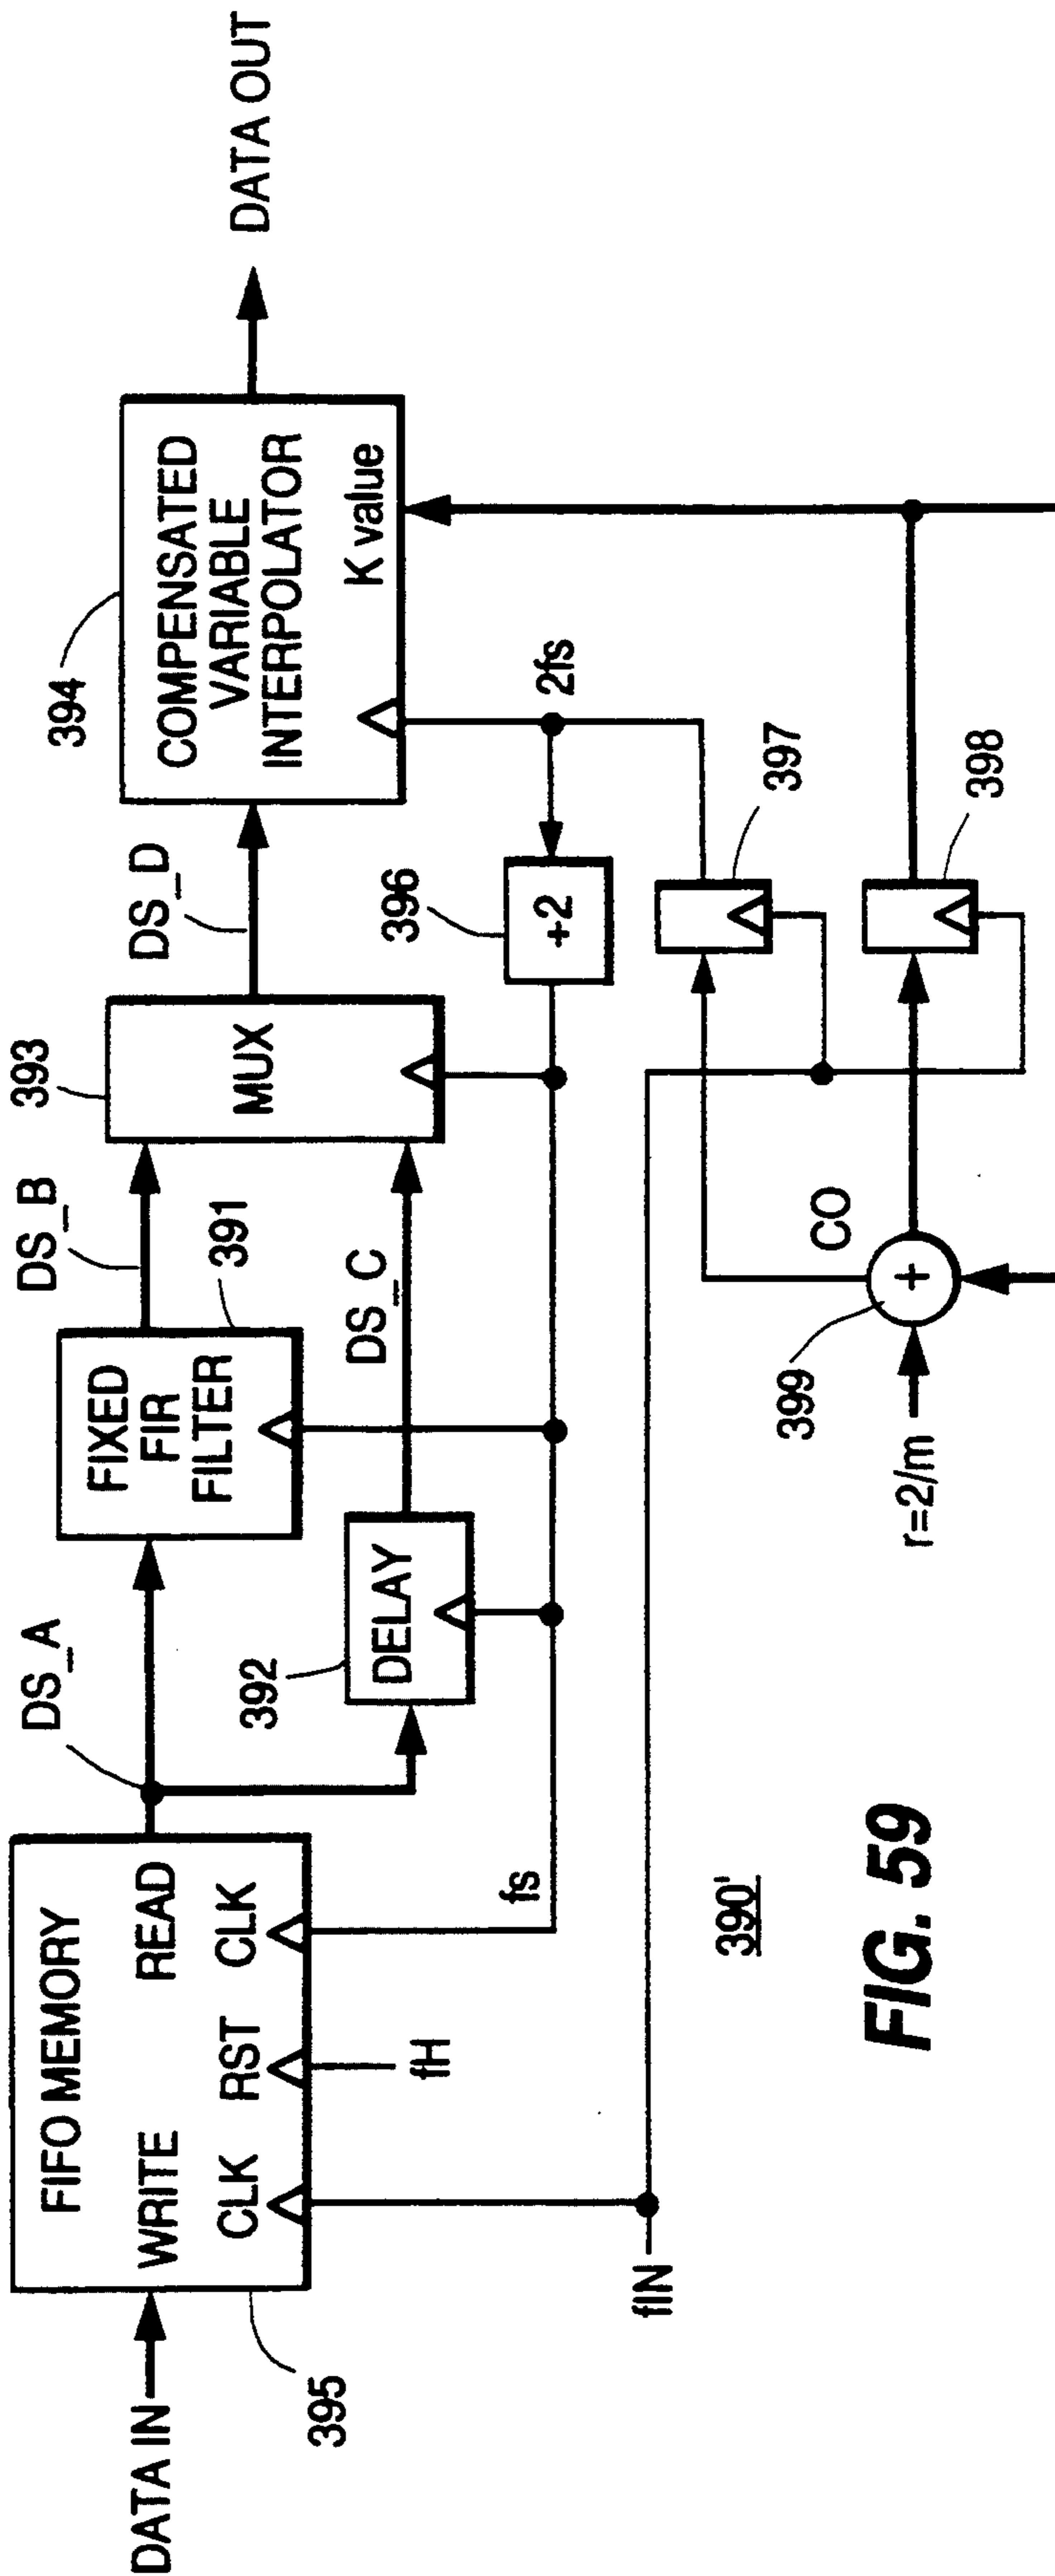 DATA IN
395
FIFO MEMORY
WRITE
READ
CLK
RST
CLK
fH
fIN
fs
DS_A
392
DELAY
FIXED
FIR
FILTER
391
DS_B
DS_C
393
MUX
DS_D
396
+2
2fs
394
COMPENSATED
VARIABLE
INTERPOLATOR
K value
DATA OUT
397
398
399
+
CO
r=2/m
390'
FIG. 59